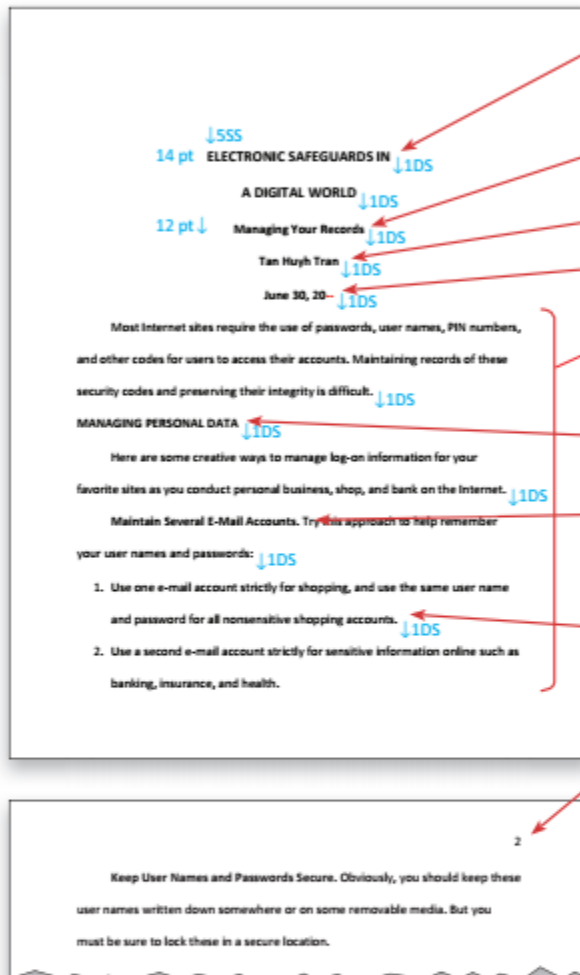 ↓5SS
14 pt ELECTRONIC SAFEGUARDS IN ↓1DS
A DIGITAL WORLD ↓1DS
12 pt ↓ Managing Your Records ↓1DS
Tan Huyh Tran ↓1DS
June 30, 20-- ↓1DS
Most Internet sites require the use of passwords, user names, PIN numbers,
and other codes for users to access their accounts. Maintaining records of these
security codes and preserving their integrity is difficult. ↓1DS
MANAGING PERSONAL DATA ↓1DS
Here are some creative ways to manage log-on information for your
favorite sites as you conduct personal business, shop, and bank on the Internet. ↓1DS
Maintain Several E-Mail Accounts. Try this approach to help remember
your user names and passwords: ↓1DS
1. Use one e-mail account strictly for shopping, and use the same user name
and password for all nonsensitive shopping accounts. ↓1DS
2. Use a second e-mail account strictly for sensitive information online such as
banking, insurance, and health.
2
Keep User Names and Passwords Secure. Obviously, you should keep these
user names written down somewhere or on some removable media. But you
must be sure to lock these in a secure location.